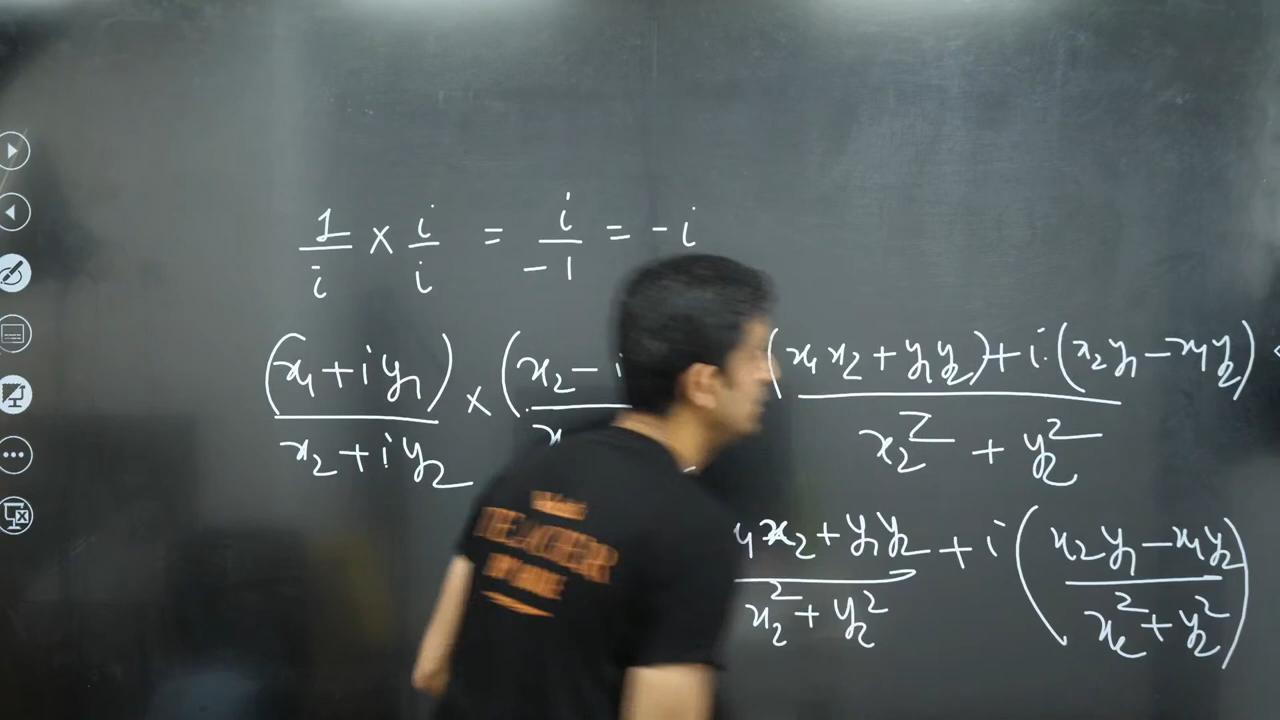 1/i × i/i = i/-1 = -i
(x₁+iy₁)/(x₂+iy₂) × (x₂-i (x₁x₂+y₁y₂)+i(x₂y₁-x₁y₂)/x₂²+y₂²
x₂+y₁y₂/x₂²+y₂² + i(x₂y₁-x₁y₂/x₂²+y₂²)